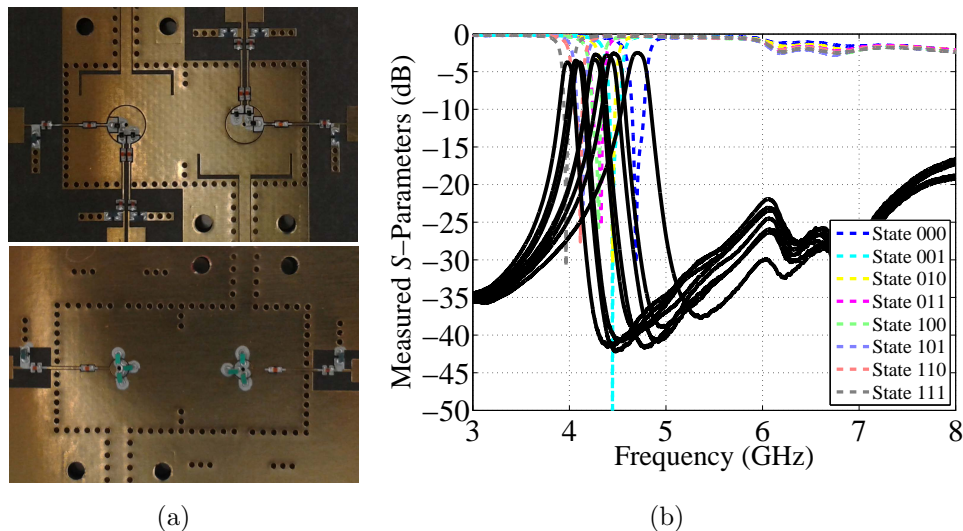 0
−5
−10
−15
−20
−25
−30
−35
−40
−45
−50
Measured S−Parameters (dB)
State 000
State 001
State 010
State 011
State 100
State 101
State 110
State 111
3 4 5 6 7 8
Frequency (GHz)
(a) (b)